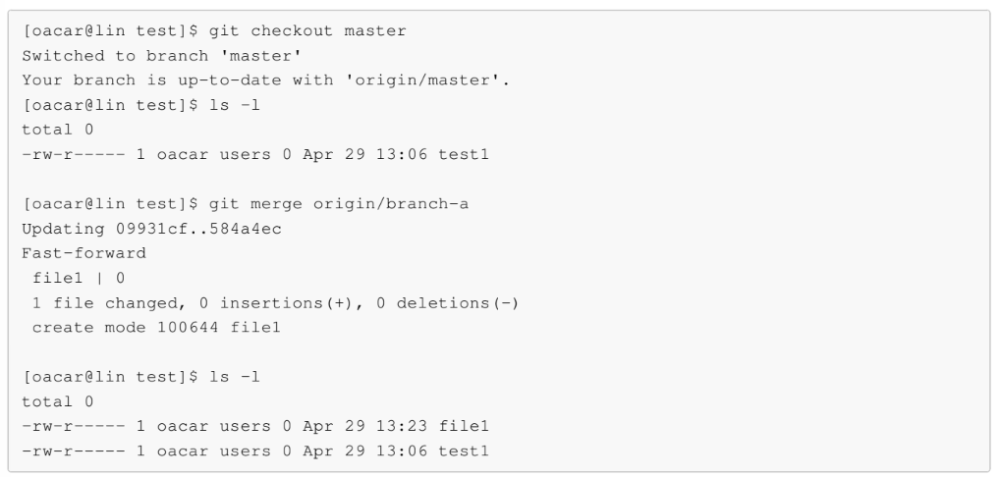 [oacar@lin test]$ git checkout master
Switched to branch 'master'
Your branch is up-to-date with 'origin/master'.
[oacar@lin test]$ ls -l
total 0
-rw-r----- 1 oacar users 0 Apr 29 13:06 test1
[oacar@lin test]$ git merge origin/branch-a
Updating 09931cf..584a4ec
Fast-forward
 file1 | 0
 1 file changed, 0 insertions(+), 0 deletions(-)
 create mode 100644 file1
[oacar@lin test]$ ls -l
total 0
-rw-r----- 1 oacar users 0 Apr 29 13:23 file1
-rw-r----- 1 oacar users 0 Apr 29 13:06 test1